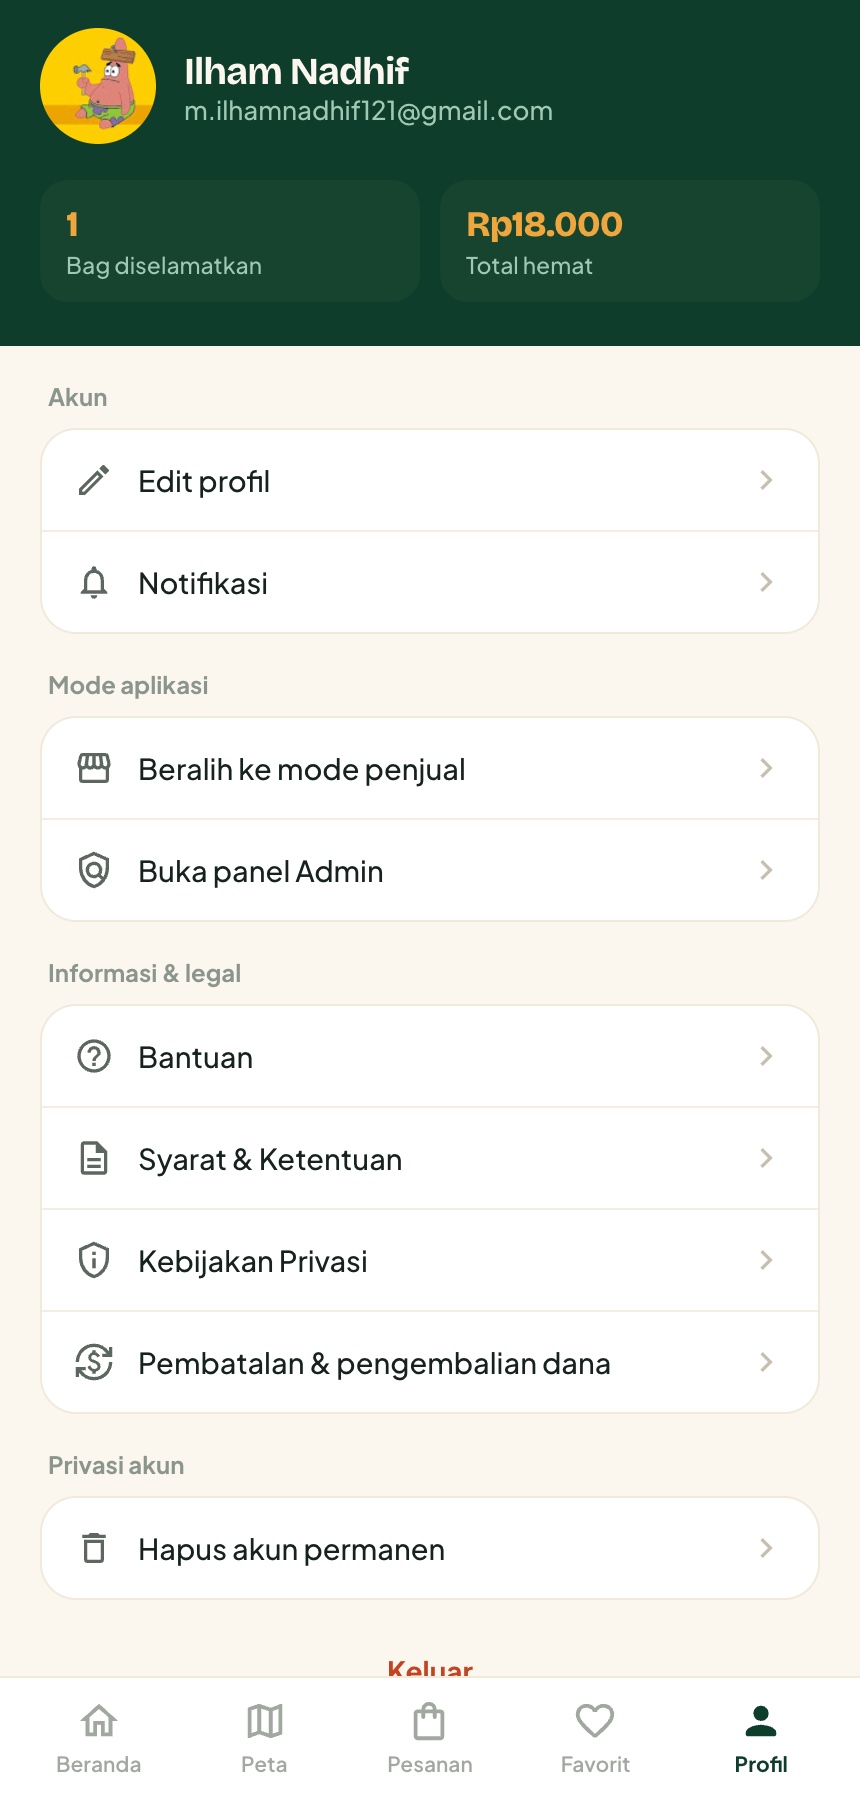 Ilham Nadhif
m.ilhamnadhif121@gmail.com
1
Bag diselamatkan
Rp18.000
Total hemat
Akun
Edit profil
Notifikasi
Mode aplikasi
Beralih ke mode penjual
Buka panel Admin
Informasi & legal
Bantuan
Syarat & Ketentuan
Kebijakan Privasi
Pembatalan & pengembalian dana
Privasi akun
Hapus akun permanen
Keluar
Beranda
Peta
Pesanan
Favorit
Profil